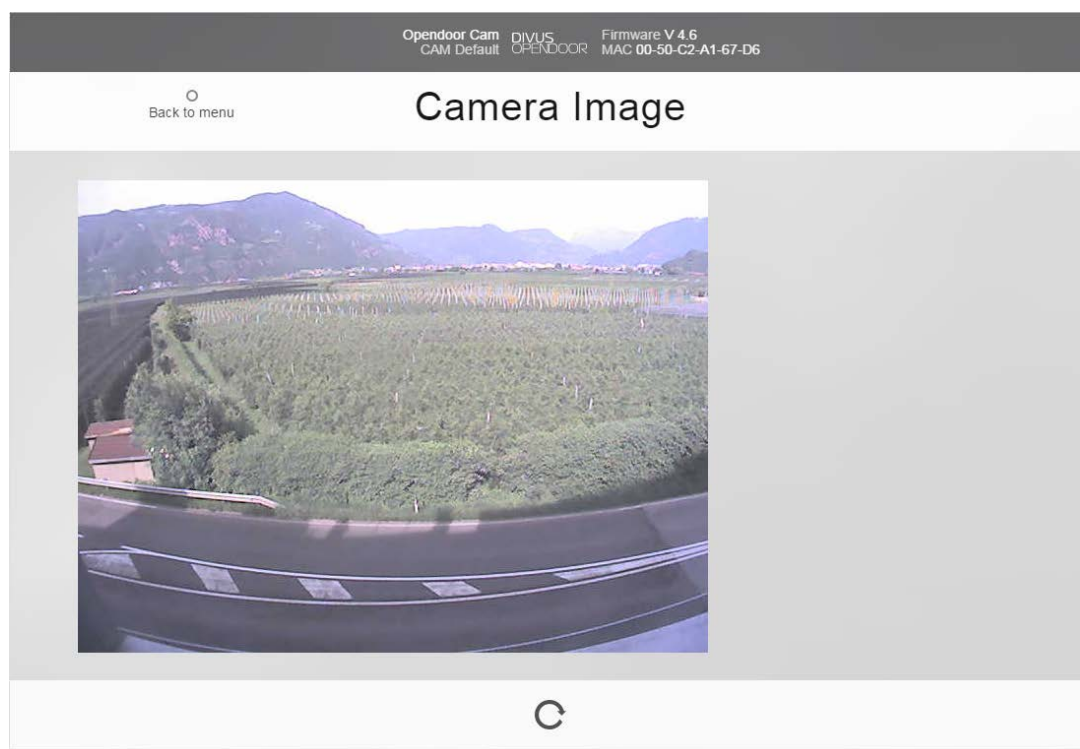 Opendoor Cam
CAM Default
DIVUS
OPENDOOR
Firmware V 4.6
MAC 00-50-C2-A1-67-D6
Back to menu
Camera Image